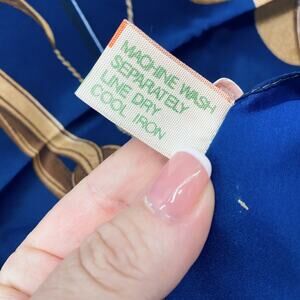 MACHINE WASH
SEPARATELY
LINE DRY
COOL IRON